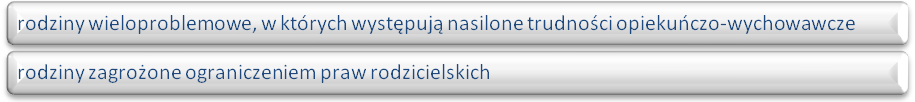 rodziny wieloproblemowe, w których występują nasilone trudności opiekuńczo-wychowawcze
rodziny zagrożone ograniczeniem praw rodzicielskich